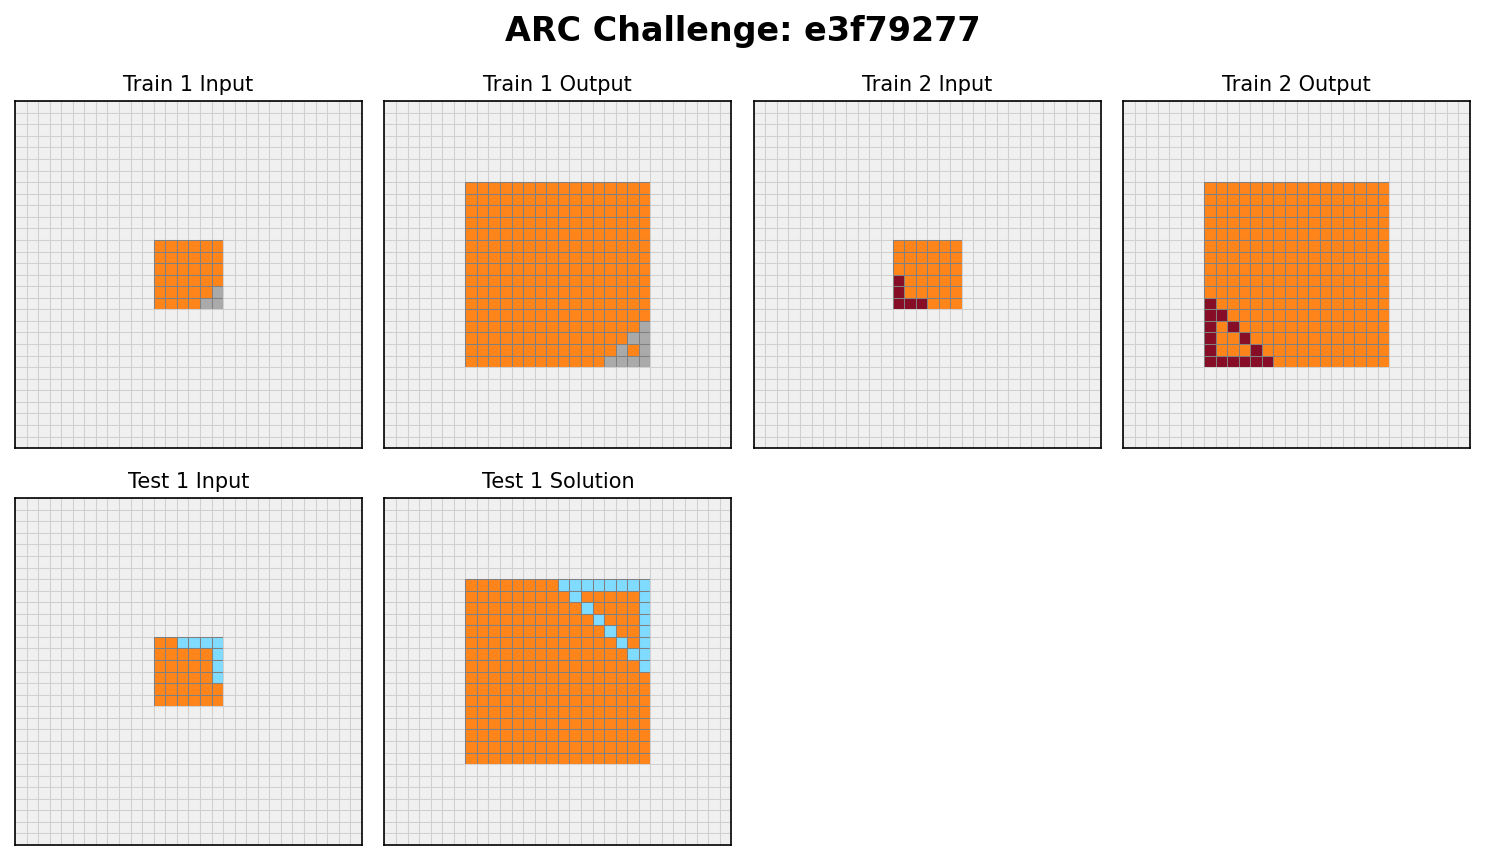 ARC Challenge: e3f79277
Train 1 Input
Train 1 Output
Train 2 Input
Train 2 Output
Test 1 Input
Test 1 Solution